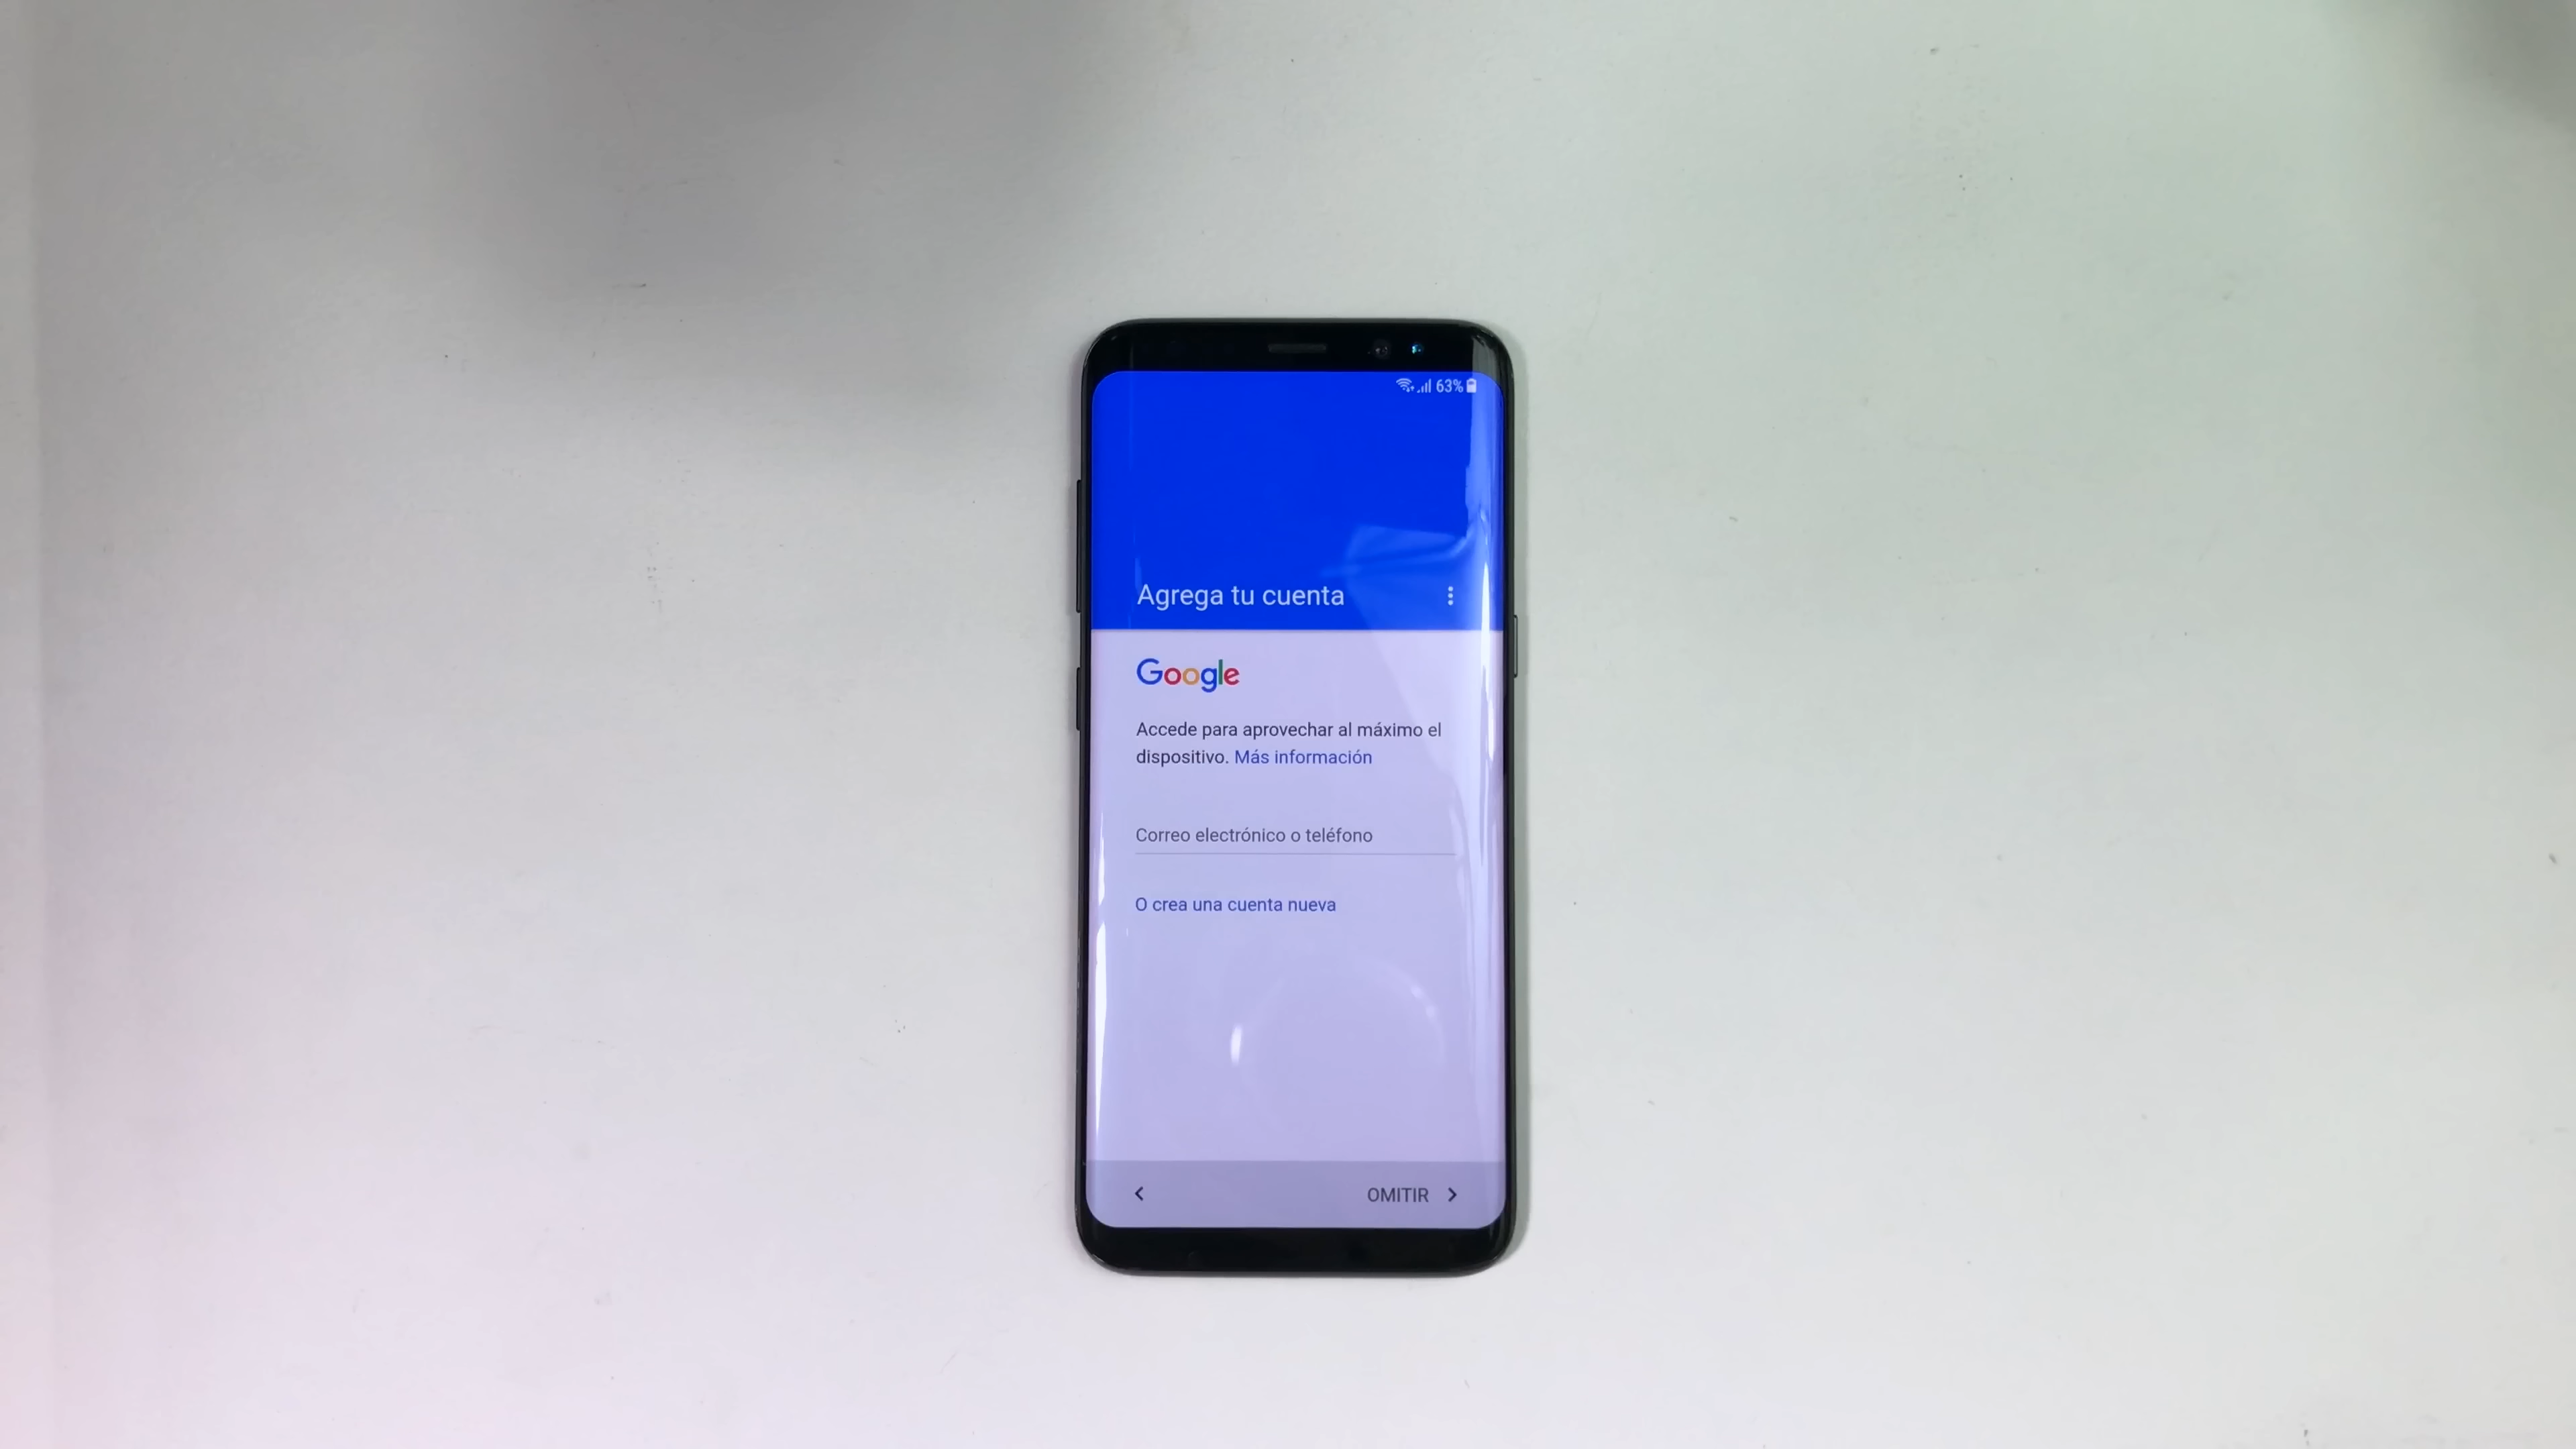 63%
Agrega tu cuenta
Google
Accede para aprovechar al máximo el
dispositivo. Más información
Correo electrónico o teléfono
O crea una cuenta nueva
OMITIR